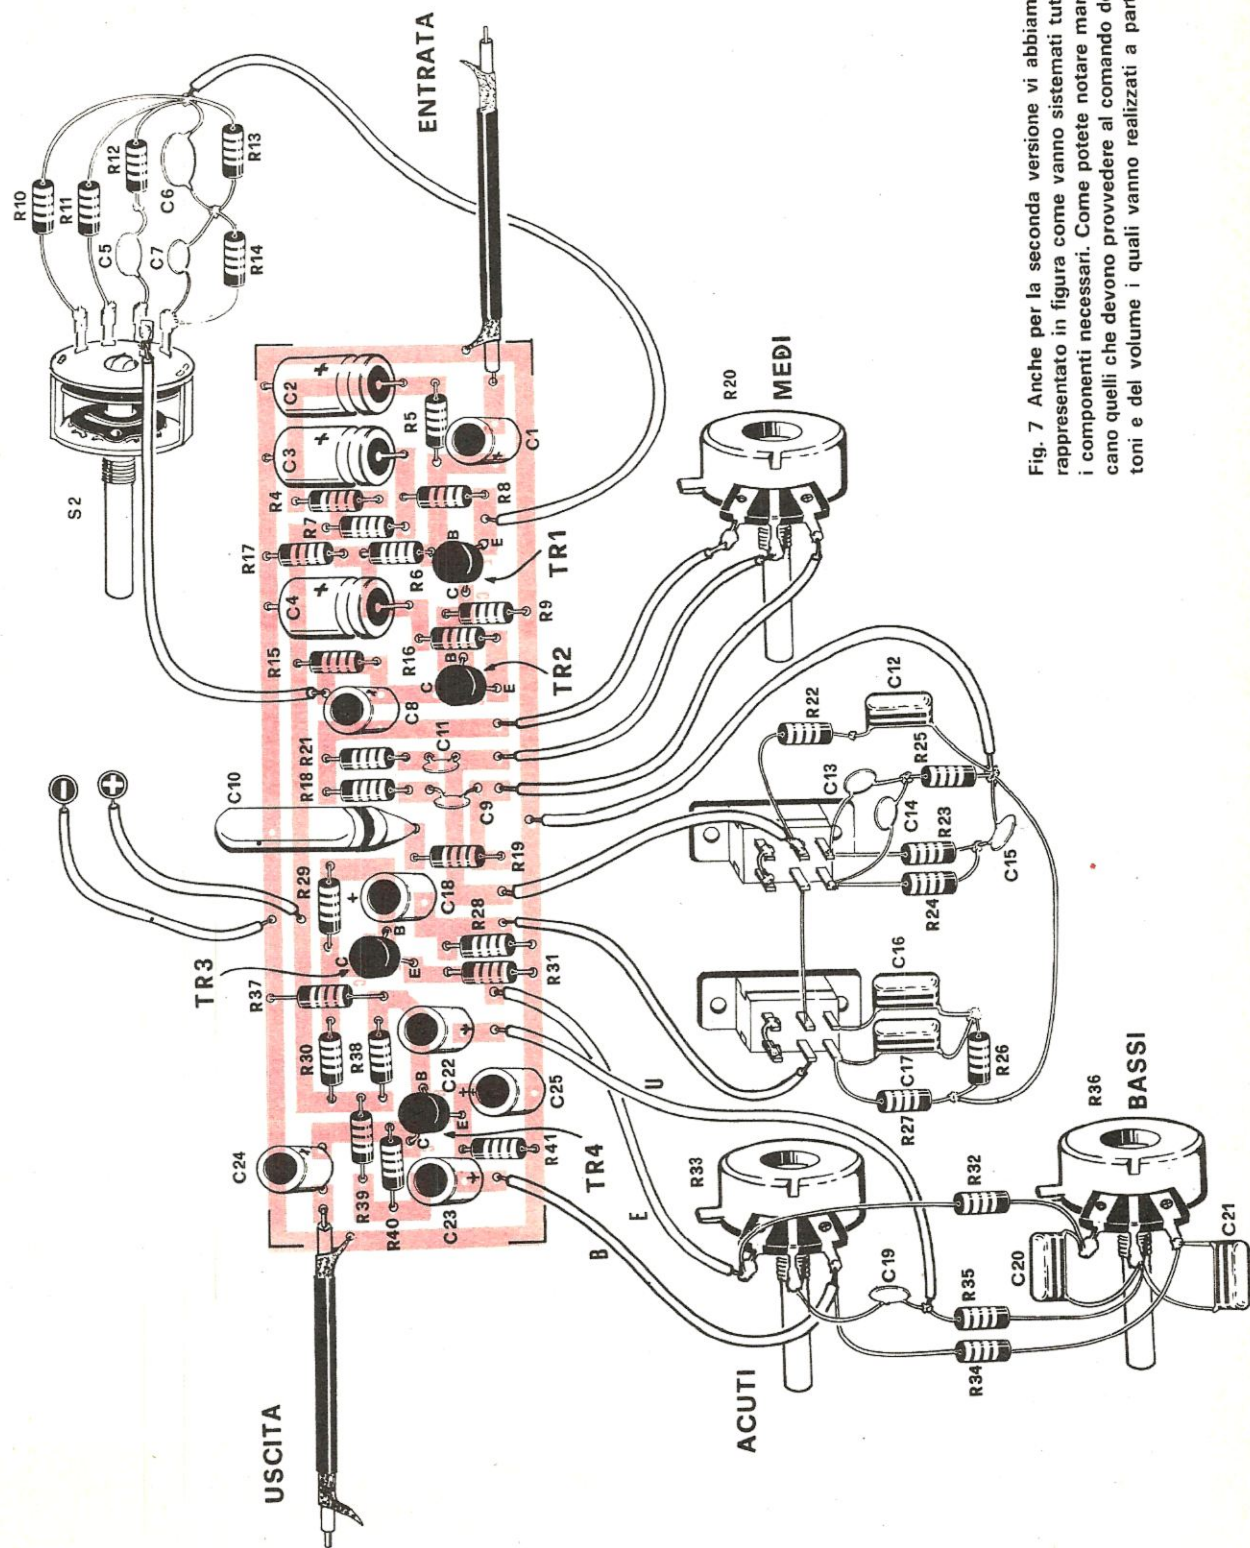 ENTRATA
R10
R11
R12
R13
C5
C6
C7
R14
S2
C2
C3
R4
R5
C1
R7
R8
R17
R6
B
E
C
TR1
C4
R9
R15
R16
B
C
E
TR2
C8
R20
MEDI
R21
C11
R18
C9
C10
R19
R22
C12
C13
R25
C14
R23
R24
C15
R29
C18
R28
B
C
E
TR3
R31
R37
R30
R38
C22
C25
B
C
E
TR4
R41
C24
R39
R40
C23
C16
C17
R26
R27
U
E
B
R33
R32
R36
BASSI
C19
C20
C21
R35
R34
ACUTI
USCITA
Fig. 7 Anche per la seconda versione vi abbiam
rappresentato in figura come vanno sistemati tut
i componenti necessari. Come potete notare mar
cano quelli che devono provvedere al comando de
toni e del volume i quali vanno realizzati a part